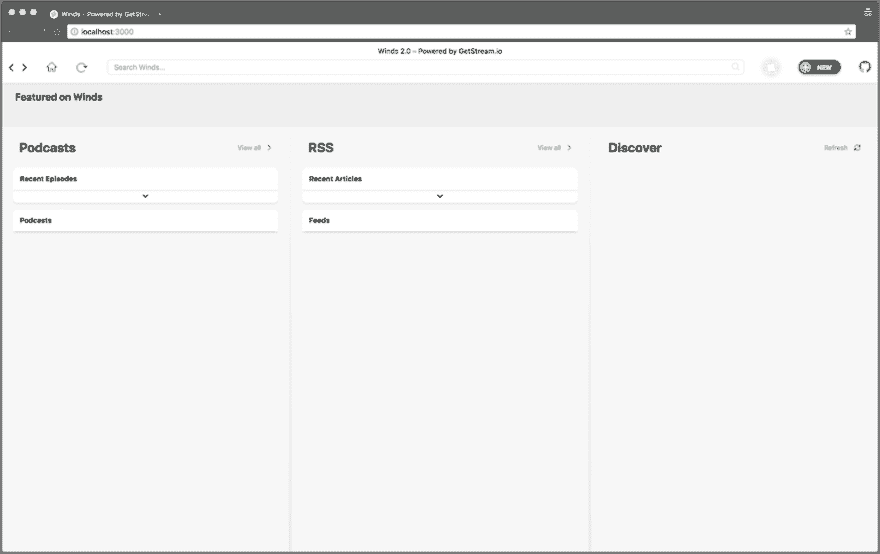 Winds - Powered by GetStre...
localhost:3000
Winds 2.0 - Powered by GetStream.io
Search Winds...
NEW
Featured on Winds
Podcasts
View all
RSS
View all
Discover
Refresh
Recent Episodes
Recent Articles
Podcasts
Feeds